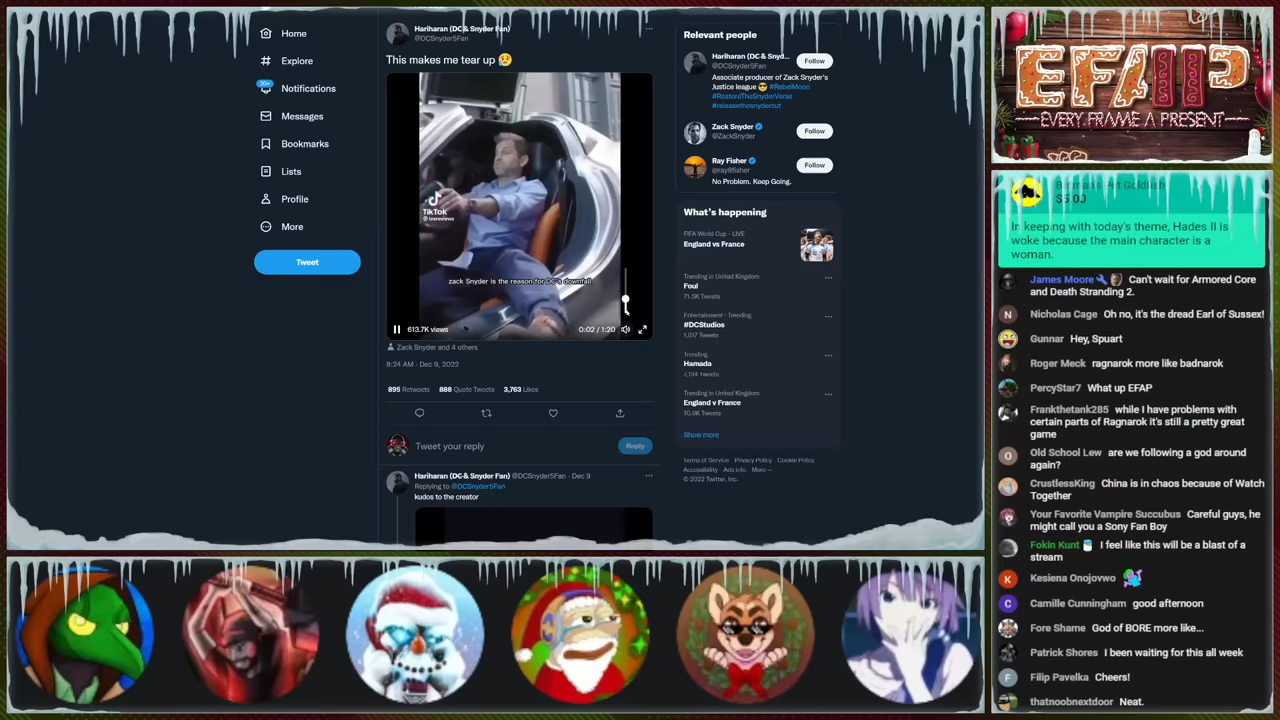 Home
Explore
30+
Notifications
Messages
Bookmarks
Lists
Profile
More
Tweet
Hariharan (DC & Snyder Fan)
@DCSnyder5Fan
This makes me tear up 😢
TikTok
zack Snyder is the reason for DC's downfall
613.7K views
0:02 / 1:20
Zack Snyder and 4 others
8:24 AM · Dec 9, 2022
895 Retweets 888 Quote Tweets 3,763 Likes
Tweet your reply
Reply
Hariharan (DC & Snyder Fan) @DCSnyder5Fan · Dec 9
Replying to @DCSnyder5Fan
kudos to the creator
Relevant people
Hariharan (DC & Snyd...
@DCSnyder5Fan
Follow
Associate producer of Zack Snyder's
Justice league 😎 #RebelMoon
#RestoreTheSnyderVerse
#releasethesnydercut
Zack Snyder
@ZackSnyder
Follow
Ray Fisher
@ray8fisher
Follow
No Problem. Keep Going.
What's happening
FIFA World Cup · LIVE
England vs France
Trending in United Kingdom
Foul
71.5K Tweets
Entertainment · Trending
#DCStudios
1,017 Tweets
Trending
Hamada
7,134 Tweets
Trending in United Kingdom
England v France
10.9K Tweets
Show more
Terms of Service Privacy Policy Cookie Policy
Accessibility Ads info More ···
© 2022 Twitter, Inc.
EFAP
EVERY FRAME A PRESENT
Goldfish
$5.00
In keeping with today's theme, Hades II is
woke because the main character is a
woman.
James Moore Can't wait for Armored Core
and Death Stranding 2.
Nicholas Cage Oh no, it's the dread Earl of Sussex!
Gunnar Hey, Spuart
Roger Meck ragnarok more like badnarok
PercyStar7 What up EFAP
Frankthetank285 while I have problems with
certain parts of Ragnarok it's still a pretty great
game
Old School Lew are we following a god around
again?
CrustlessKing China is in chaos because of Watch
Together
Your Favorite Vampire Succubus Careful guys, he
might call you a Sony Fan Boy
Fokin Kunt I feel like this will be a blast of a
stream
Kesiena Onojovwo
Camille Cunningham good afternoon
Fore Shame God of BORE more like...
Patrick Shores I been waiting for this all week
Filip Pavelka Cheers!
thatnoobnextdoor Neat.